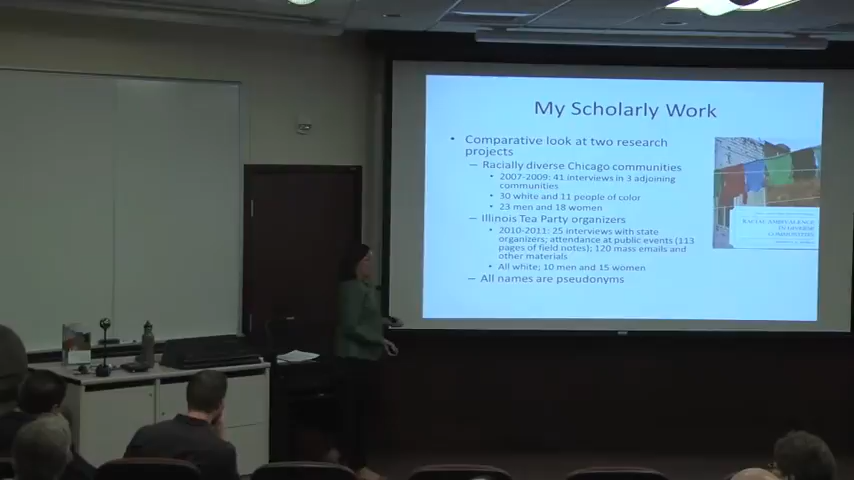 My Scholarly Work
• Comparative look at two research
projects
– Racially diverse Chicago communities
• 2007-2009: 41 interviews in 3 adjoining
communities
• 30 white and 11 people of color
• 23 men and 18 women
– Illinois Tea Party organizers
• 2010-2011: 25 interviews with state
organizers; attendance at public events (113
pages of field notes); 120 mass emails and
other materials
• All white; 10 men and 15 women
– All names are pseudonyms
RACIAL AMBIVALENCE
IN DIVERSE
COMMUNITIES